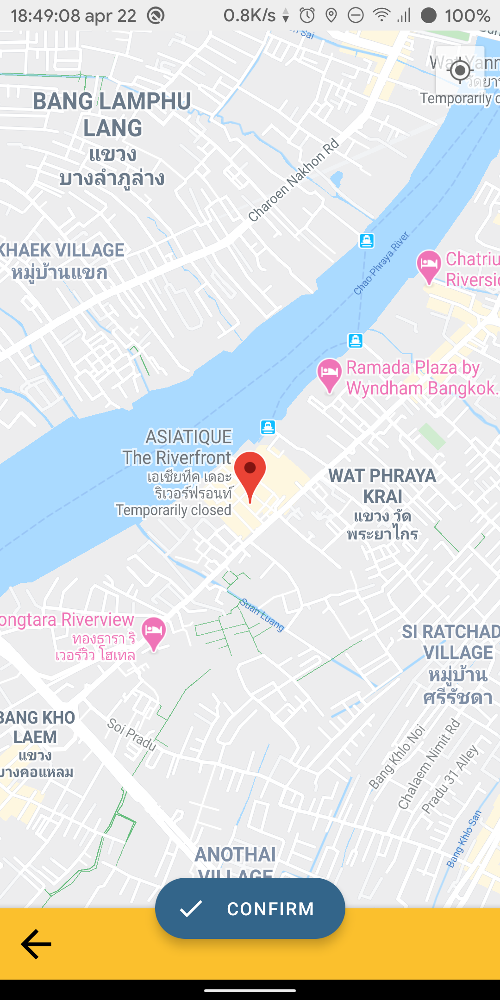 18:49:08 apr 22
0.8K/s
100%
Sai
Wat Yann
วัดยา
Temporarily c
BANG LAMPHU
LANG
แขวง
บางลำภูล่าง
Charoen Nakhon Rd
KHAEK VILLAGE
หมู่บ้านแขก
Chao Phraya River
Chatriu
Riversi
Ramada Plaza by
Wyndham Bangkok.
ASIATIQUE
The Riverfront
เอเชียทีค เดอะ
ริเวอร์ฟรอนท์
Temporarily closed
WAT PHRAYA
KRAI
แขวง วัด
พระยาไกร
Suan Luang
ongtara Riverview
ทองธารา ริ
เวอร์วิว โฮเทล
SI RATCHAD
VILLAGE
หมู่บ้าน
ศรีรัชดา
BANG KHO
LAEM
แขวง
บางคอแหลม
Soi Pradu
Bang Khlo Noi
Chalaem Nimit Rd
Pradu 31 Alley
Bang Khlo San
ANOTHAI
VILLAGE
CONFIRM